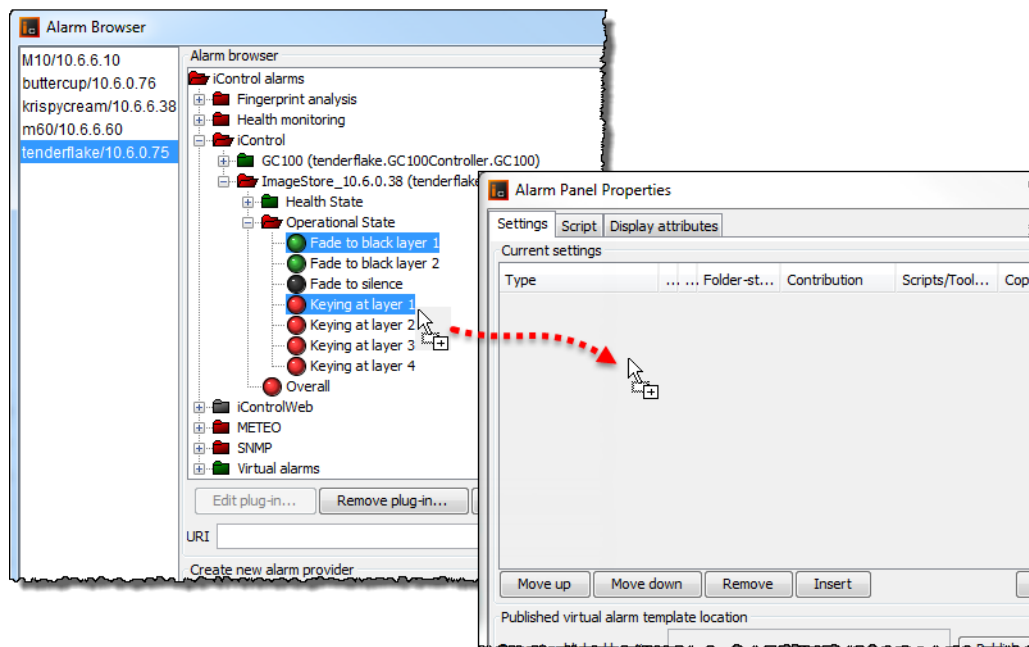 Alarm Browser
M10/10.6.6.10
buttercup/10.6.0.76
krispycream/10.6.6.38
m60/10.6.6.60
tenderflake/10.6.0.75
Alarm browser
iControl alarms
Fingerprint analysis
Health monitoring
iControl
GC100 (tenderflake.GC100Controller.GC100)
ImageStore_10.6.0.38 (tenderflake
Health State
Operational State
Fade to black layer 1
Fade to black layer 2
Fade to silence
Keying at layer 1
Keying at layer 2
Keying at layer 3
Keying at layer 4
Overall
iControlWeb
METEO
SNMP
Virtual alarms
Edit plug-in...
Remove plug-in...
URI
Create new alarm provider
Alarm Panel Properties
Settings Script Display attributes
Current settings
Type ... ... Folder-st... Contribution Scripts/Tool... Cop
Move up Move down Remove Insert
Published virtual alarm template location